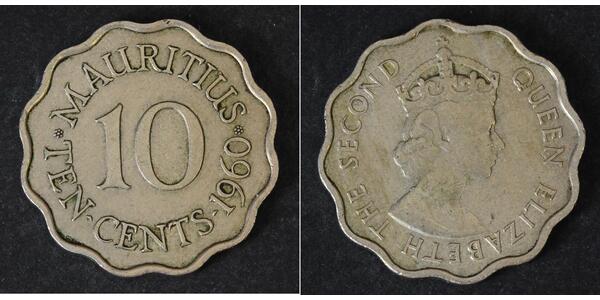 MAURITIUS
10
TEN·CENTS·1960
QUEEN ELIZABETH THE SECOND